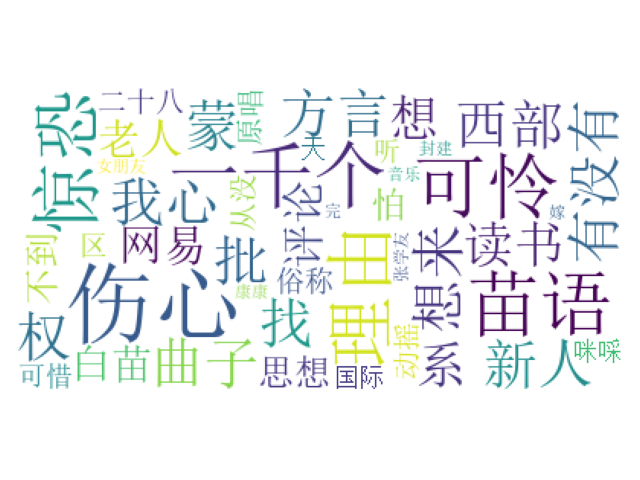 二十八
原唱
方言
想
西部
有没有
惊恐
老人
蒙
天
听
封建
女朋友
一千个
可怜
音乐
我心
从没
评论
怕
完
嫁
不到
区
网易
批
理由
想来
读书
张学友
伤心
俗称
康康
苗语
权
找
动摇
系
新人
咪啋
可惜
白苗
曲子
思想
国际